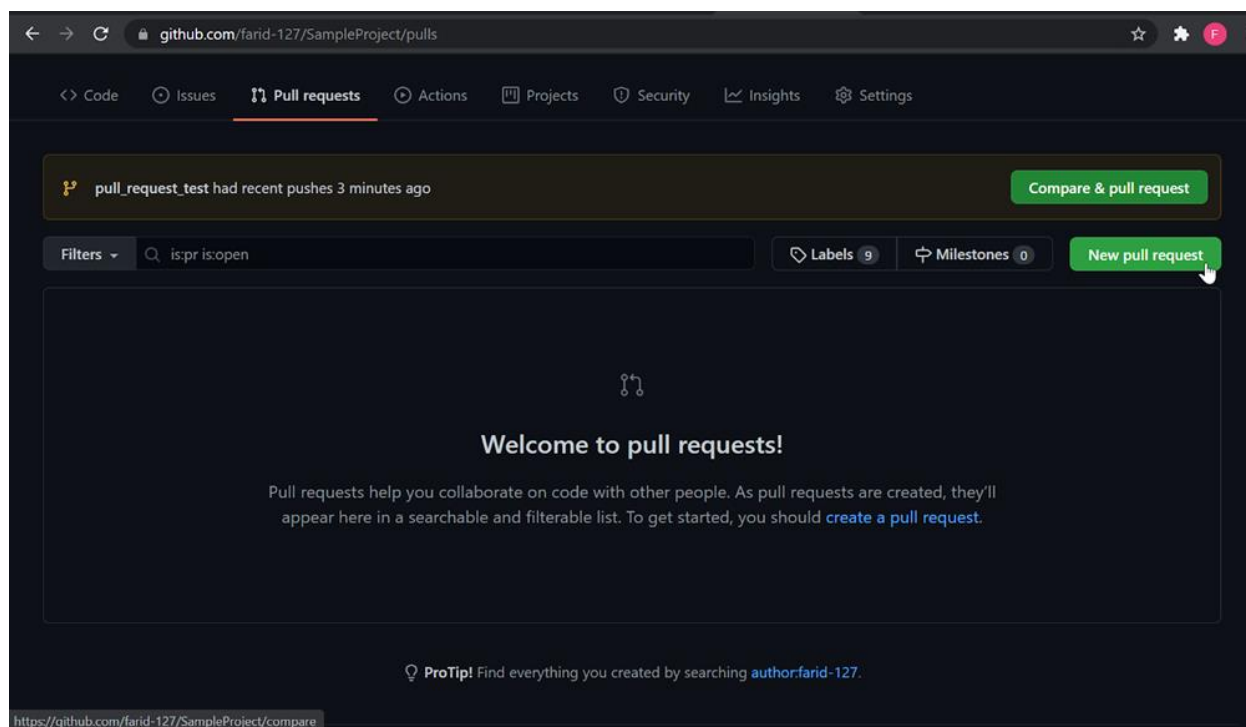 github.com/farid-127/SampleProject/pulls
F
<> Code Issues Pull requests Actions Projects Security Insights Settings
pull_request_test had recent pushes 3 minutes ago Compare & pull request
Filters is:pr is:open Labels 9 Milestones 0 New pull request
Welcome to pull requests!
Pull requests help you collaborate on code with other people. As pull requests are created, they'll
appear here in a searchable and filterable list. To get started, you should create a pull request.
ProTip! Find everything you created by searching author:farid-127.
https://github.com/farid-127/SampleProject/compare